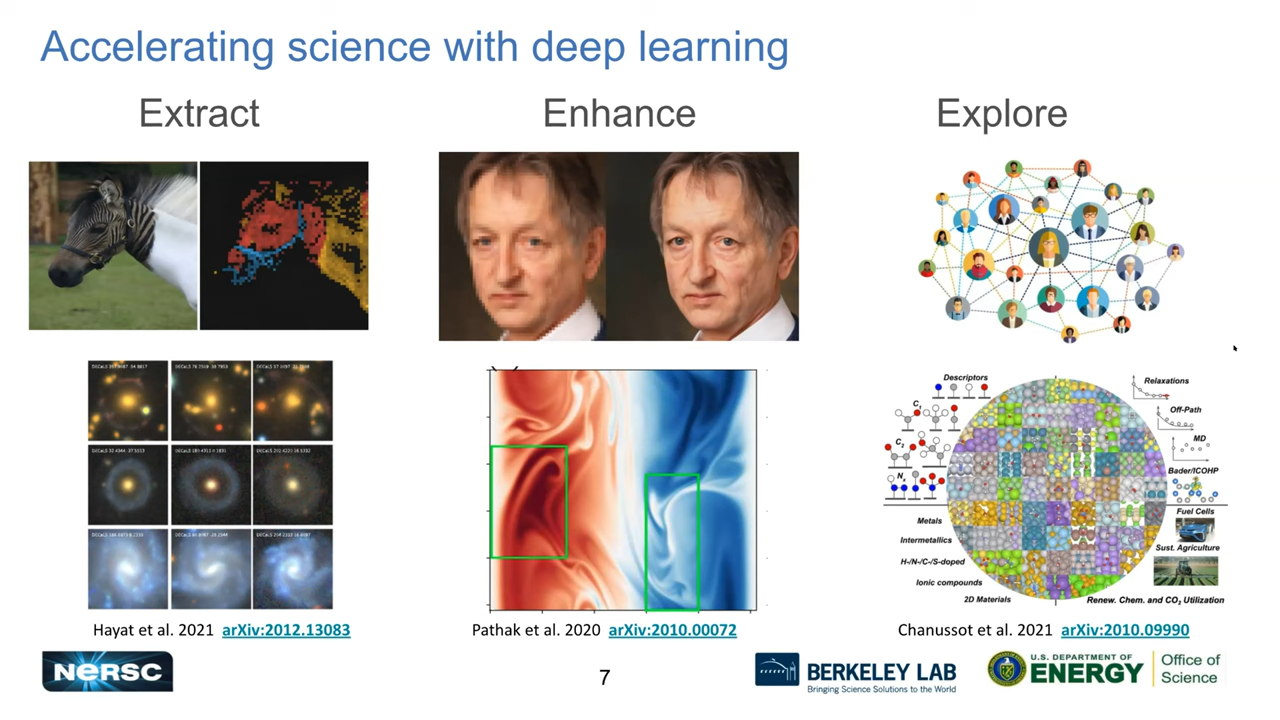 Accelerating science with deep learning
Extract
Enhance
Explore
Descriptors
C1
C2
Nx
Relaxations
Off-Path
MD
Bader/ICOHP
Fuel Cells
Sust. Agriculture
Metals
Intermetallics
H-/N-/C-/S-doped
Ionic compounds
2D Materials
Renew. Chem. and CO2 Utilization
Hayat et al. 2021 arXiv:2012.13083
Pathak et al. 2020 arXiv:2010.00072
Chanussot et al. 2021 arXiv:2010.09990
NERSC
7
BERKELEY LAB
Bringing Science Solutions to the World
U.S. DEPARTMENT OF
ENERGY
Office of
Science